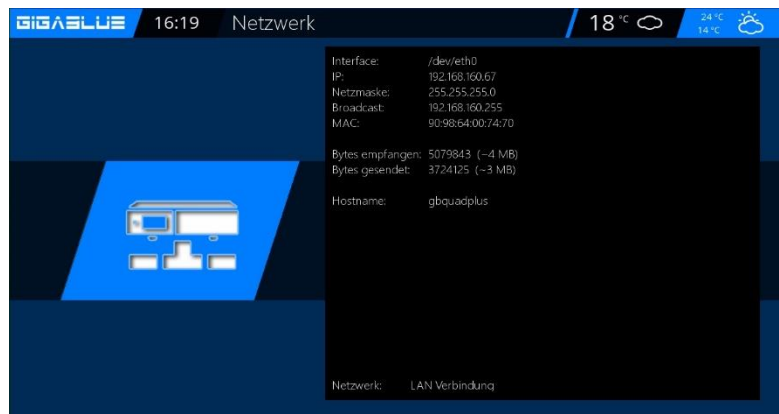 GIGABLUE 16:19 Netzwerk 18 °C 24 °C
14 °C
Interface: /dev/eth0
IP: 192.168.160.67
Netzmaske: 255.255.255.0
Broadcast: 192.168.160.255
MAC: 90:98:64:00:74:70
Bytes empfangen: 5079843 (~4 MB)
Bytes gesendet: 3724125 (~3 MB)
Hostname: gbquadplus
Netzwerk: LAN Verbindung